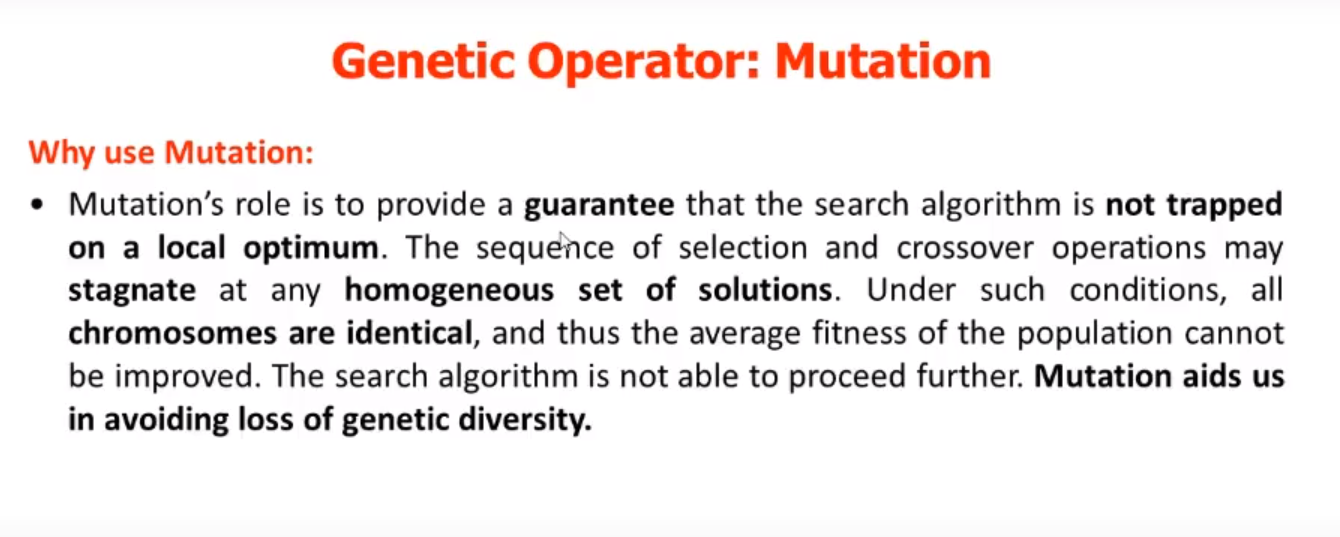 Genetic Operator: Mutation
Why use Mutation:
• Mutation’s role is to provide a guarantee that the search algorithm is not trapped
on a local optimum. The sequence of selection and crossover operations may
stagnate at any homogeneous set of solutions. Under such conditions, all
chromosomes are identical, and thus the average fitness of the population cannot
be improved. The search algorithm is not able to proceed further. Mutation aids us
in avoiding loss of genetic diversity.